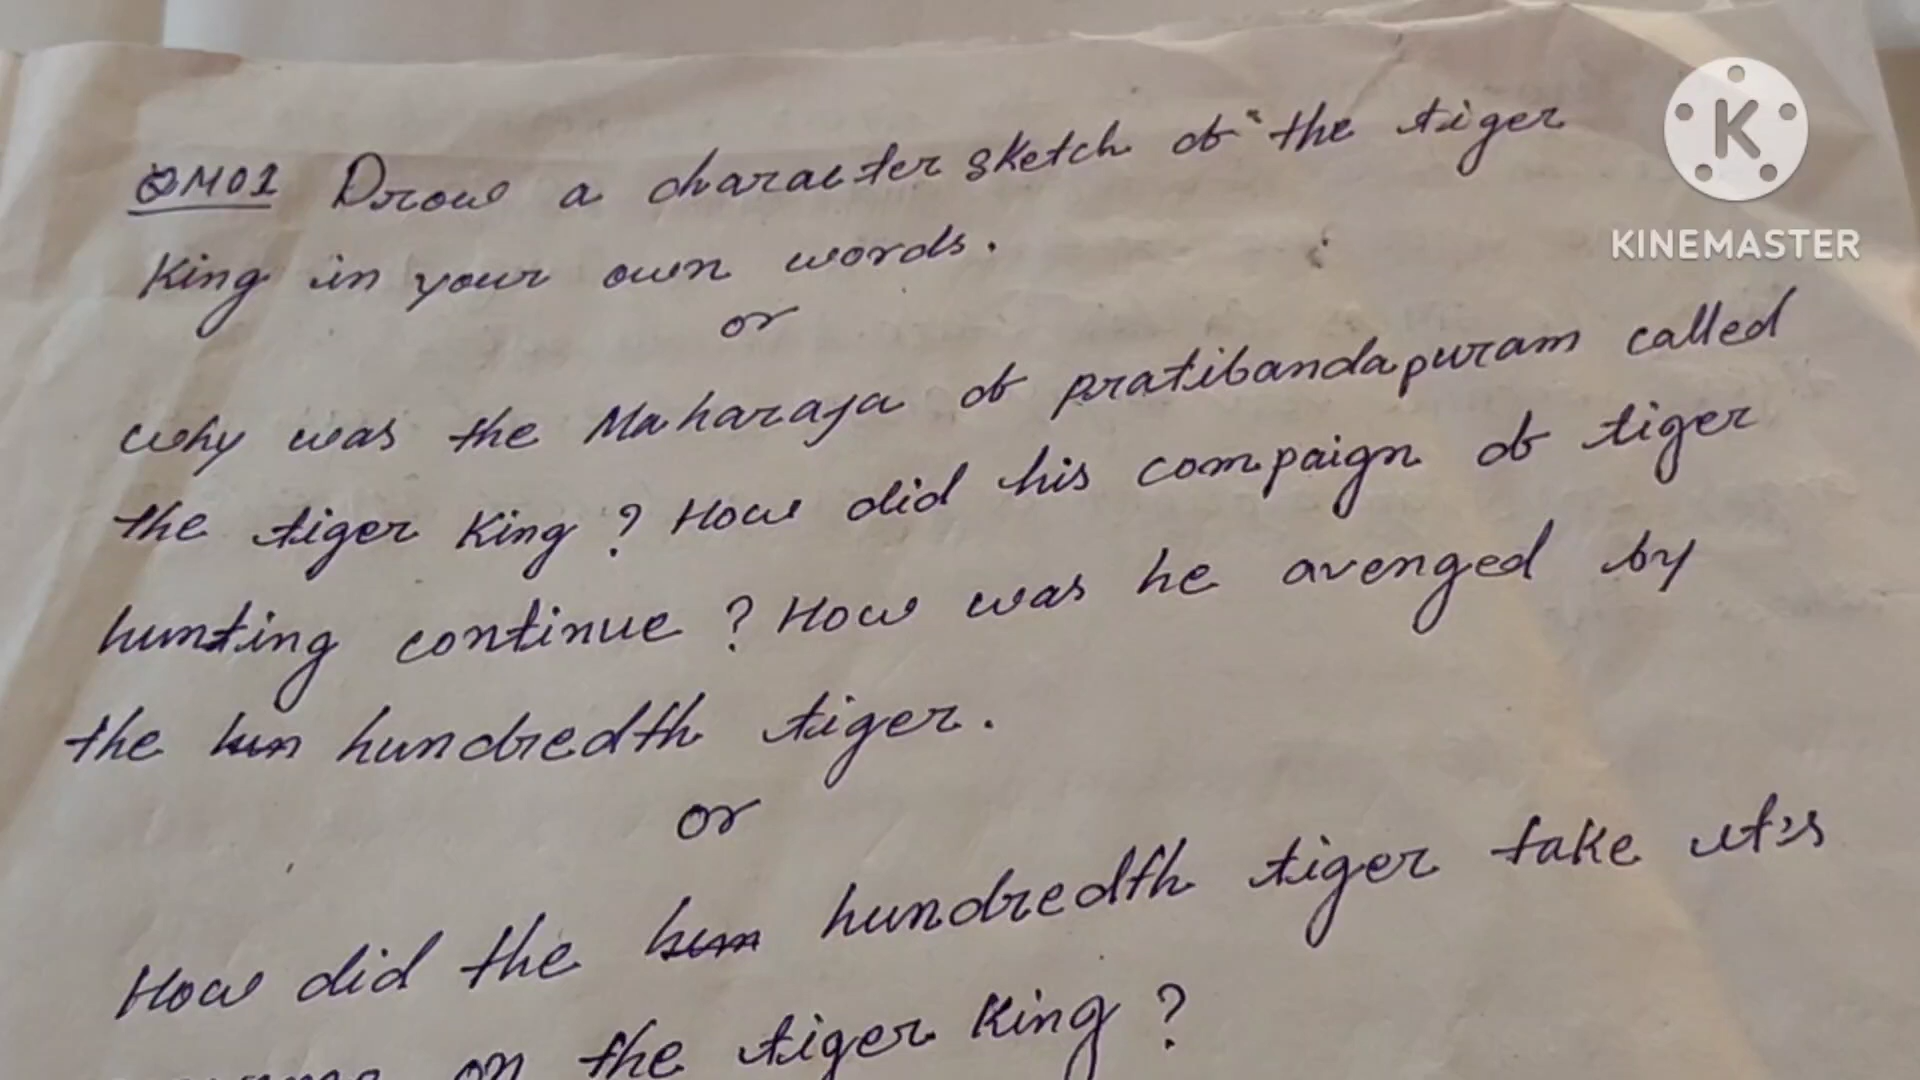 QM01 Drow a character sketch of the tiger
King in your own words.
or
Why was the Maharaja of pratibandapuram called
the tiger King ? How did his compaign of tiger
hunting continue ? How was he avenged by
the hun hundredth tiger.
or
How did the hun hundredth tiger take it's
on the tiger King ?
K
KINEMASTER